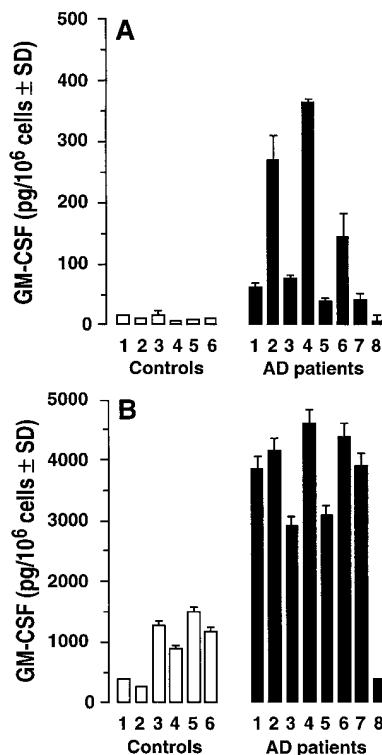 A
GM-CSF (pg/10⁶ cells ± SD)
500
400
300
200
100
0
1 2 3 4 5 6
Controls
1 2 3 4 5 6 7 8
AD patients
B
GM-CSF (pg/10⁶ cells ± SD)
5000
4000
3000
2000
1000
0
1 2 3 4 5 6
Controls
1 2 3 4 5 6 7 8
AD patients